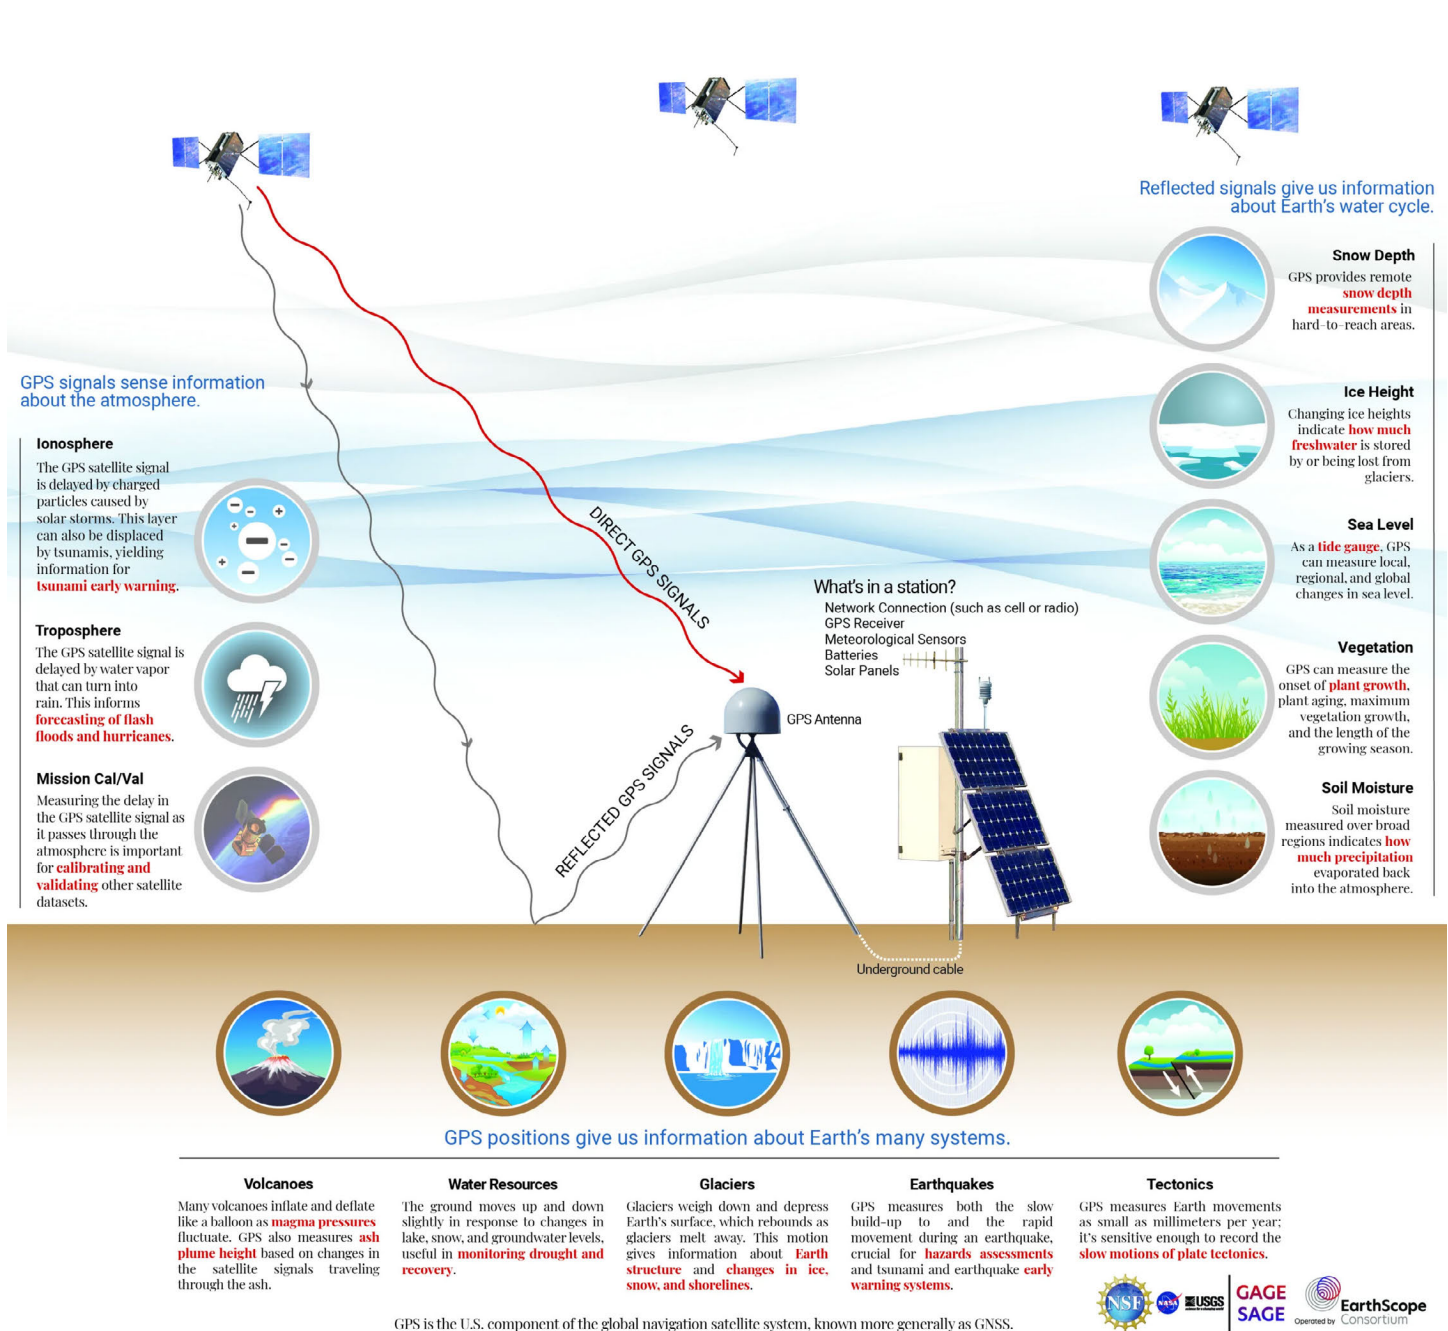 Reflected signals give us information
about Earth's water cycle.
Snow Depth
GPS provides remote
snow depth
measurements in
hard-to-reach areas.
Ice Height
Changing ice heights
indicate how much
freshwater is stored
by or being lost from
glaciers.
Sea Level
As a tide gauge, GPS
can measure local,
regional, and global
changes in sea level.
Vegetation
GPS can measure the
onset of plant growth,
plant aging, maximum
vegetation growth,
and the length of the
growing season.
Soil Moisture
Soil moisture
measured over broad
regions indicates how
much precipitation
evaporated back
into the atmosphere.
GPS signals sense information
about the atmosphere.
Ionosphere
The GPS satellite signal
is delayed by charged
particles caused by
solar storms. This layer
can also be displaced
by tsunamis, yielding
information for
tsunami early warning.
Troposphere
The GPS satellite signal is
delayed by water vapor
that can turn into
rain. This informs
forecasting of flash
floods and hurricanes.
Mission Cal/Val
Measuring the delay in
the GPS satellite signal as
it passes through the
atmosphere is important
for calibrating and
validating other satellite
datasets.
DIRECT GPS SIGNALS
REFLECTED GPS SIGNALS
What's in a station?
Network Connection (such as cell or radio)
GPS Receiver
Meteorological Sensors
Batteries
Solar Panels
GPS Antenna
Underground cable
GPS positions give us information about Earth's many systems.
Volcanoes
Many volcanoes inflate and deflate
like a balloon as magma pressures
fluctuate. GPS also measures ash
plume height based on changes in
the satellite signals traveling
through the ash.
Water Resources
The ground moves up and down
slightly in response to changes in
lake, snow, and groundwater levels,
useful in monitoring drought and
recovery.
Glaciers
Glaciers weigh down and depress
Earth's surface, which rebounds as
glaciers melt away. This motion
gives information about Earth
structure and changes in ice,
snow, and shorelines.
Earthquakes
GPS measures both the slow
build-up to and the rapid
movement during an earthquake,
crucial for hazards assessments
and tsunami and earthquake early
warning systems.
Tectonics
GPS measures Earth movements
as small as millimeters per year;
it's sensitive enough to record the
slow motions of plate tectonics.
NSF
NASA
USGS
GAGE
SAGE
Operated by
EarthScope
Consortium
GPS is the U.S. component of the global navigation satellite system, known more generally as GNSS.